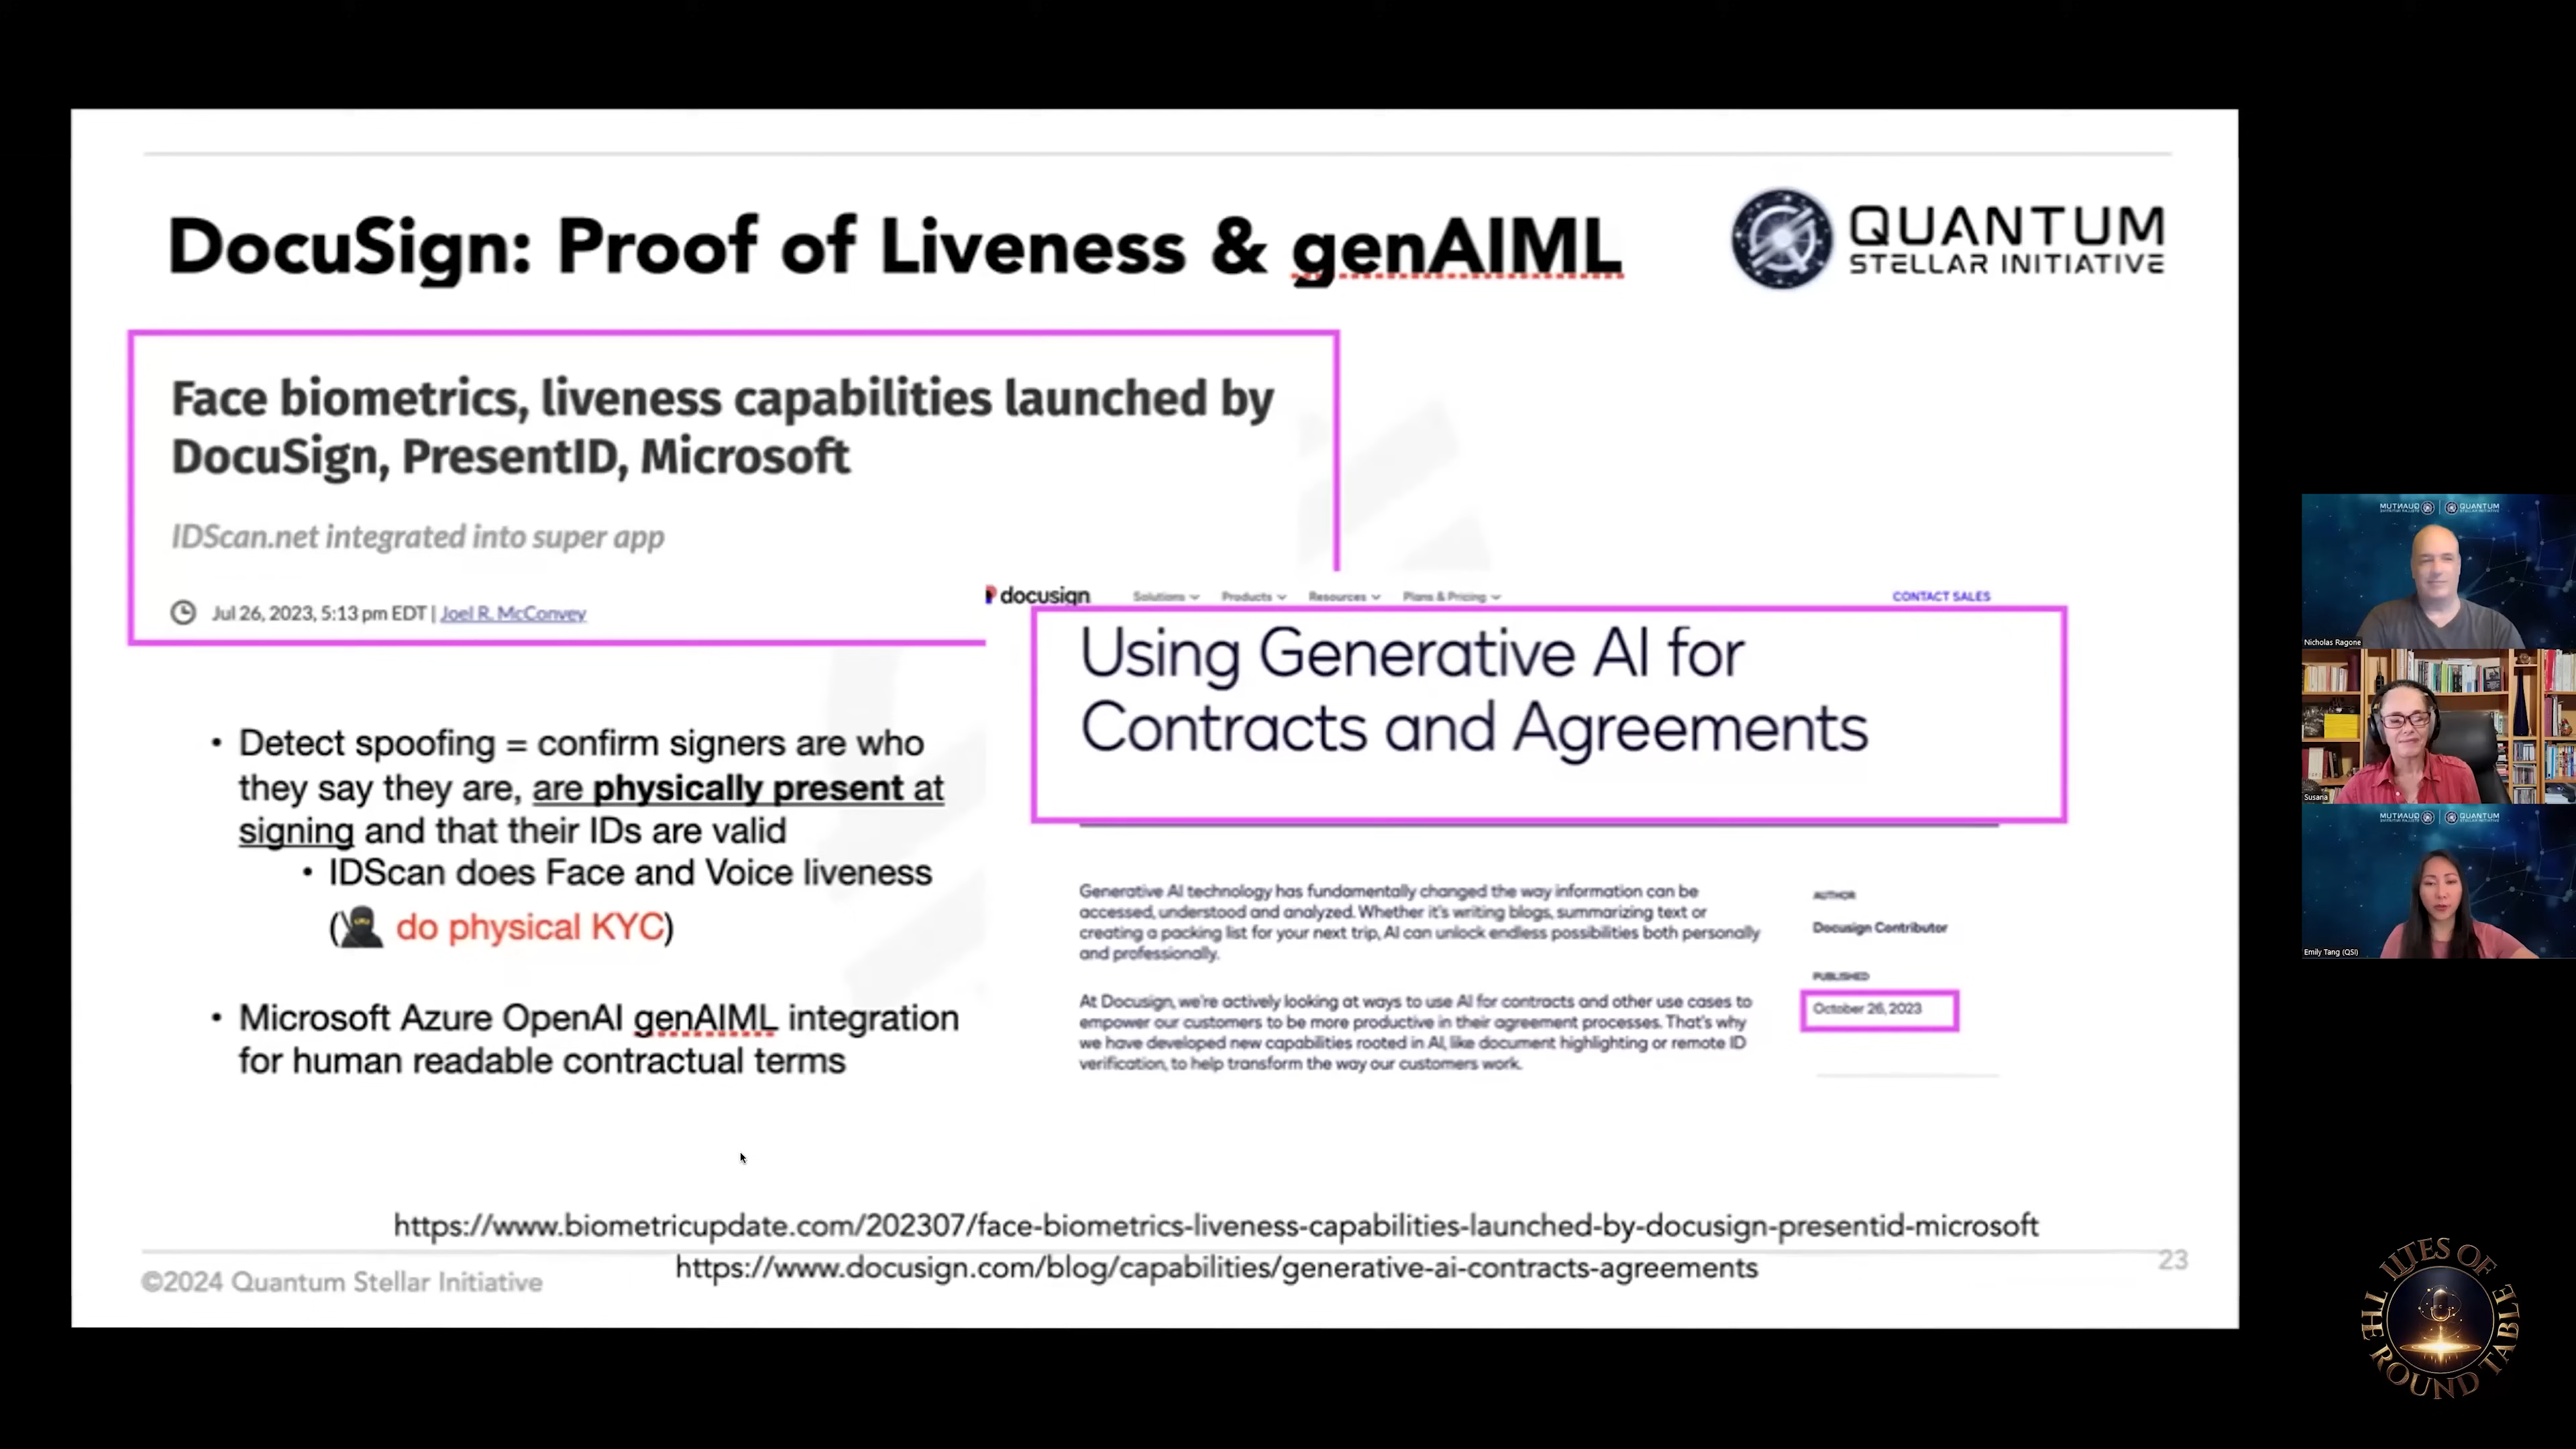 DocuSign: Proof of Liveness & genAIML
QUANTUM
STELLAR INITIATIVE
Face biometrics, liveness capabilities launched by
DocuSign, PresentID, Microsoft
IDScan.net integrated into super app
Jul 26, 2023, 5:13 pm EDT | Joel R. McConvey
docusign Solutions Products Resources Plans & Pricing CONTACT SALES
Using Generative AI for
Contracts and Agreements
• Detect spoofing = confirm signers are who
they say they are, are physically present at
signing and that their IDs are valid
• IDScan does Face and Voice liveness
( do physical KYC)
• Microsoft Azure OpenAI genAIML integration
for human readable contractual terms
Generative AI technology has fundamentally changed the way information can be
accessed, understood and analyzed. Whether it's writing blogs, summarizing text or
creating a packing list for your next trip, AI can unlock endless possibilities both personally
and professionally.
At Docusign, we're actively looking at ways to use AI for contracts and other use cases to
empower our customers to be more productive in their agreement processes. That's why
we have developed new capabilities rooted in AI, like document highlighting or remote ID
verification, to help transform the way our customers work.
AUTHOR
Docusign Contributor
PUBLISHED
October 26, 2023
https://www.biometricupdate.com/202307/face-biometrics-liveness-capabilities-launched-by-docusign-presentid-microsoft
https://www.docusign.com/blog/capabilities/generative-ai-contracts-agreements
©2024 Quantum Stellar Initiative
23
QUANTUM
Nicholas Ragone
Susana
QUANTUM
Emily Tang (QSI)
THE LITES OF
ROUND TABLE